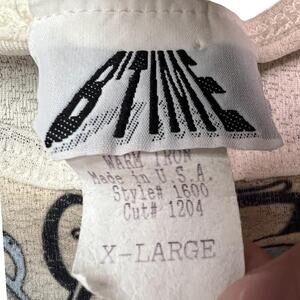 B'TIME
WARM IRON
Made in U.S.A.
Style# 1600
Cut# 1204
X-LARGE